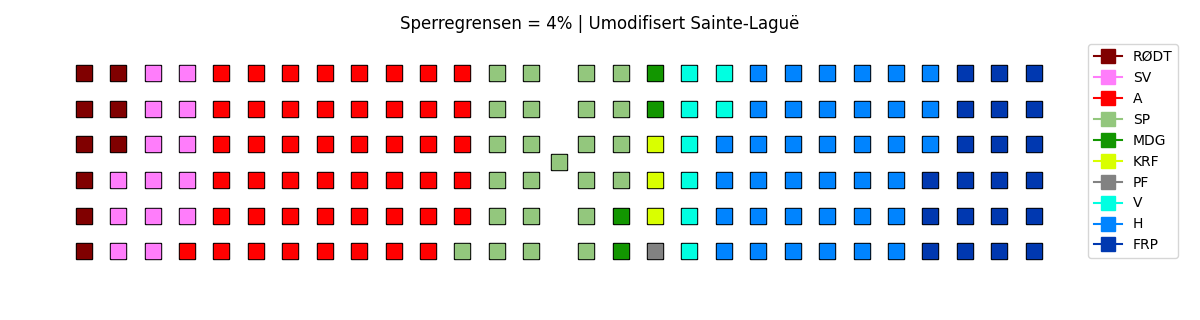 Sperregrensen = 4% | Umodifisert Sainte-Laguë
RØDT
SV
A
SP
MDG
KRF
PF
V
H
FRP